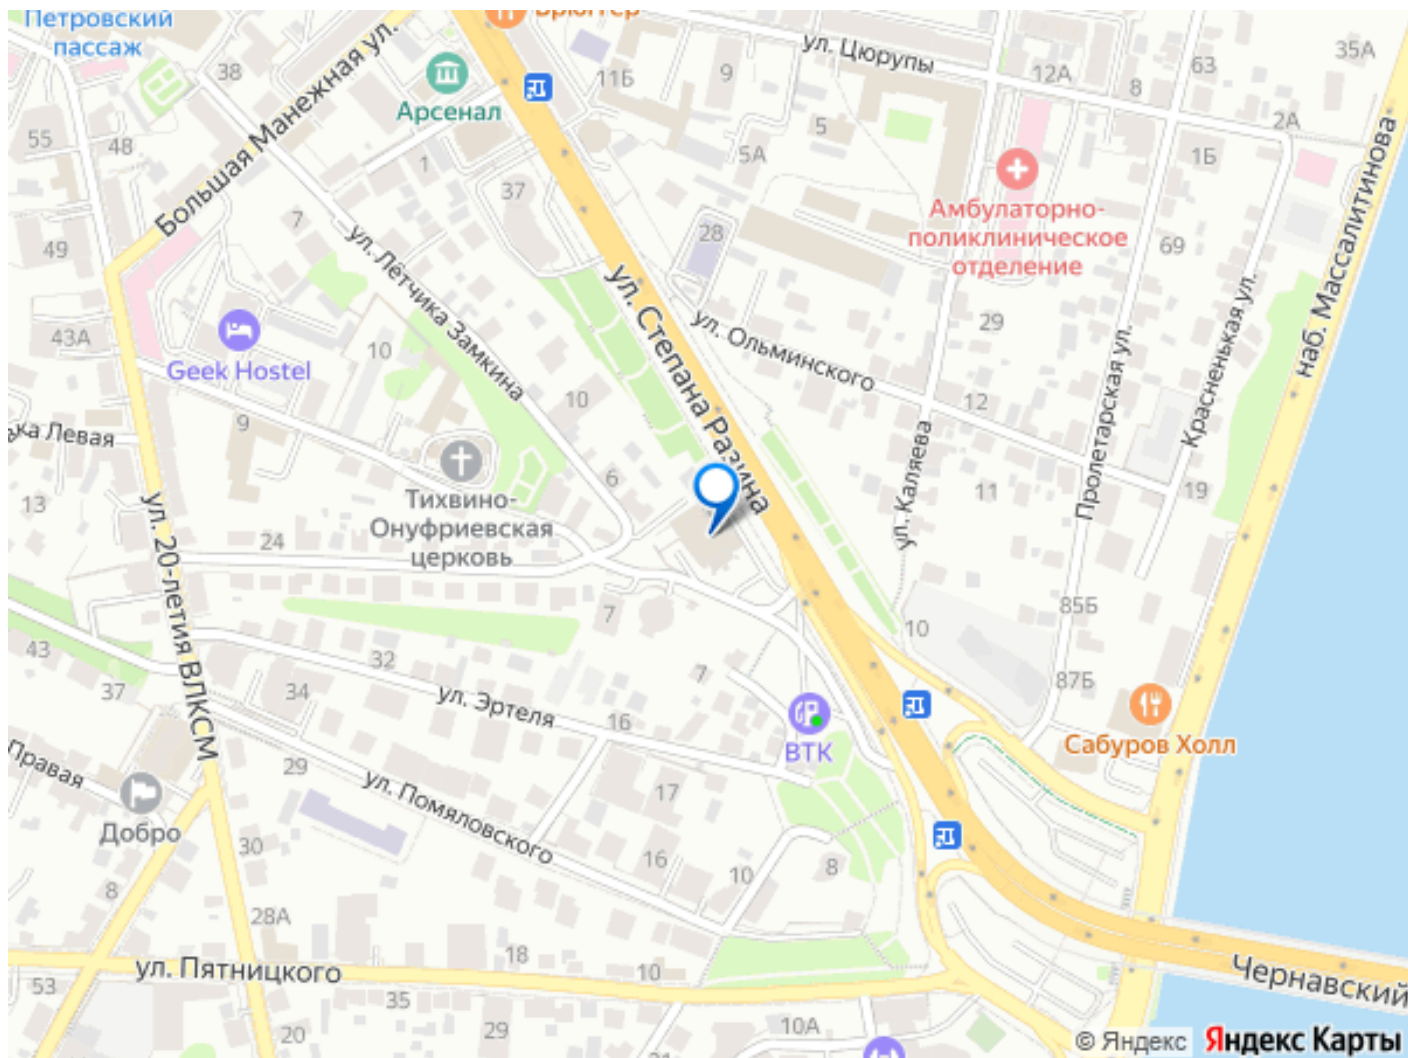 Петровский
пассаж
38
Большая Манежная ул.
Арсенал
Брюггер
11Б
9
ул. Цюрупы
12А
63
8
35А
2А
1Б
55
48
1
37
5
5А
7
49
ул. Лётчика Замкина
28
Амбулаторно-
поликлиническое
отделение
69
наб. Массалитинова
ул. Степана Разина
ул. Ольминского
29
Красненькая ул.
Пролетарская ул.
43А
Geek Hostel
10
10
12
9
ка Левая
ул. Каляева
13
Тихвино-
Онуфриевская
церковь
6
11
19
ул. 20-летия ВЛКСМ
24
7
10
85Б
43
37
32
34
ул. Эртеля
7
16
87Б
ВТК
Сабуров Холл
Правая
29
ул. Помяловского
17
Добро
30
16
10
8
8
28А
18
10
ул. Пятницкого
53
35
20
29
10А
Чернавский
© Яндекс Яндекс Карты